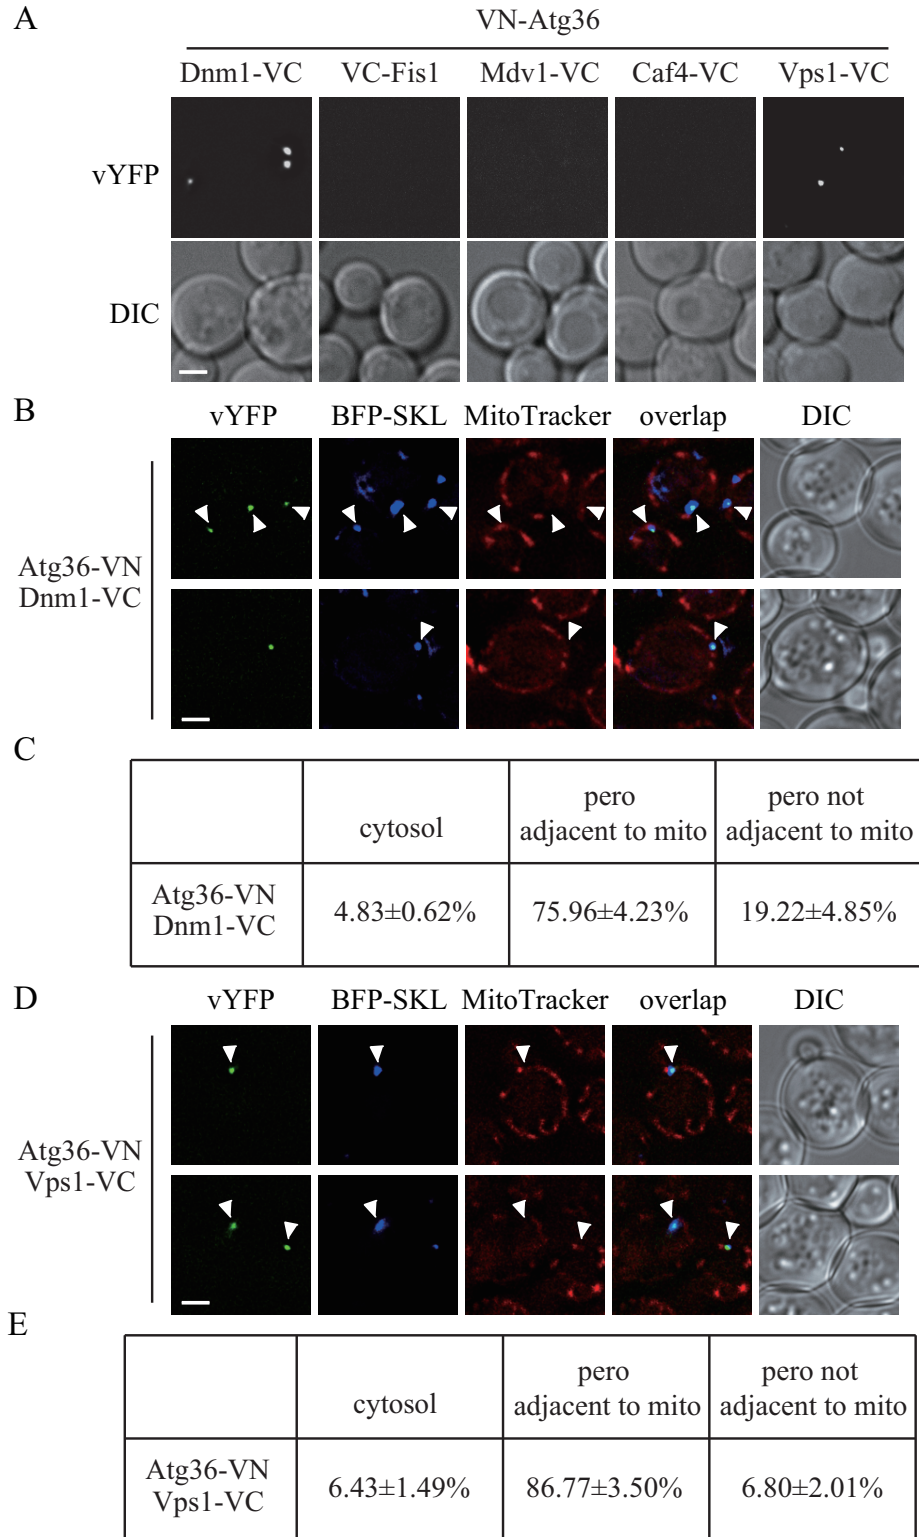 A
VN-Atg36
Dnm1-VC VC-Fis1 Mdv1-VC Caf4-VC Vps1-VC
vYFP
DIC
B
vYFP BFP-SKL MitoTracker overlap DIC
Atg36-VN
Dnm1-VC
C
cytosol
pero
adjacent to mito
pero not
adjacent to mito
Atg36-VN
Dnm1-VC
4.83±0.62% 75.96±4.23% 19.22±4.85%
D
vYFP BFP-SKL MitoTracker overlap DIC
Atg36-VN
Vps1-VC
E
cytosol
pero
adjacent to mito
pero not
adjacent to mito
Atg36-VN
Vps1-VC
6.43±1.49% 86.77±3.50% 6.80±2.01%